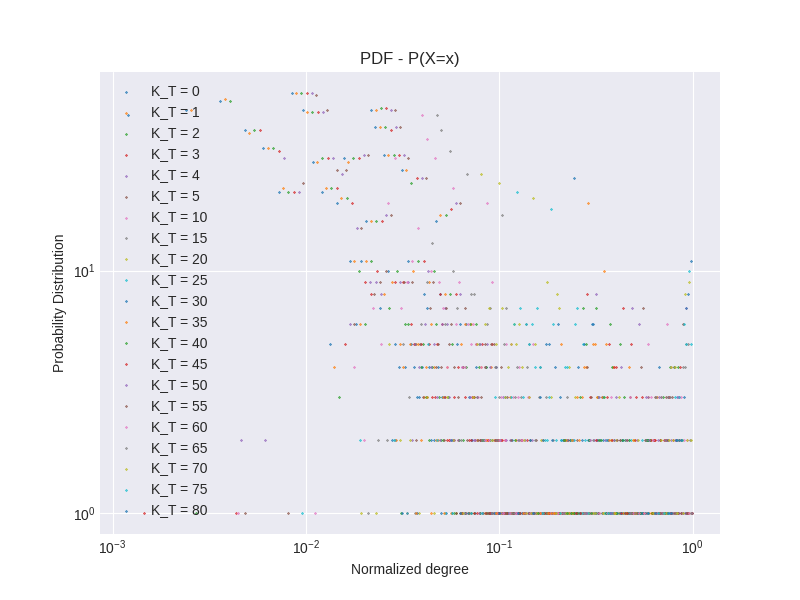 PDF - P(X=x)
Probability Distribution
10¹
10⁰
K_T = 0
K_T = 1
K_T = 2
K_T = 3
K_T = 4
K_T = 5
K_T = 10
K_T = 15
K_T = 20
K_T = 25
K_T = 30
K_T = 35
K_T = 40
K_T = 45
K_T = 50
K_T = 55
K_T = 60
K_T = 65
K_T = 70
K_T = 75
K_T = 80
10⁻³ 10⁻² 10⁻¹ 10⁰
Normalized degree